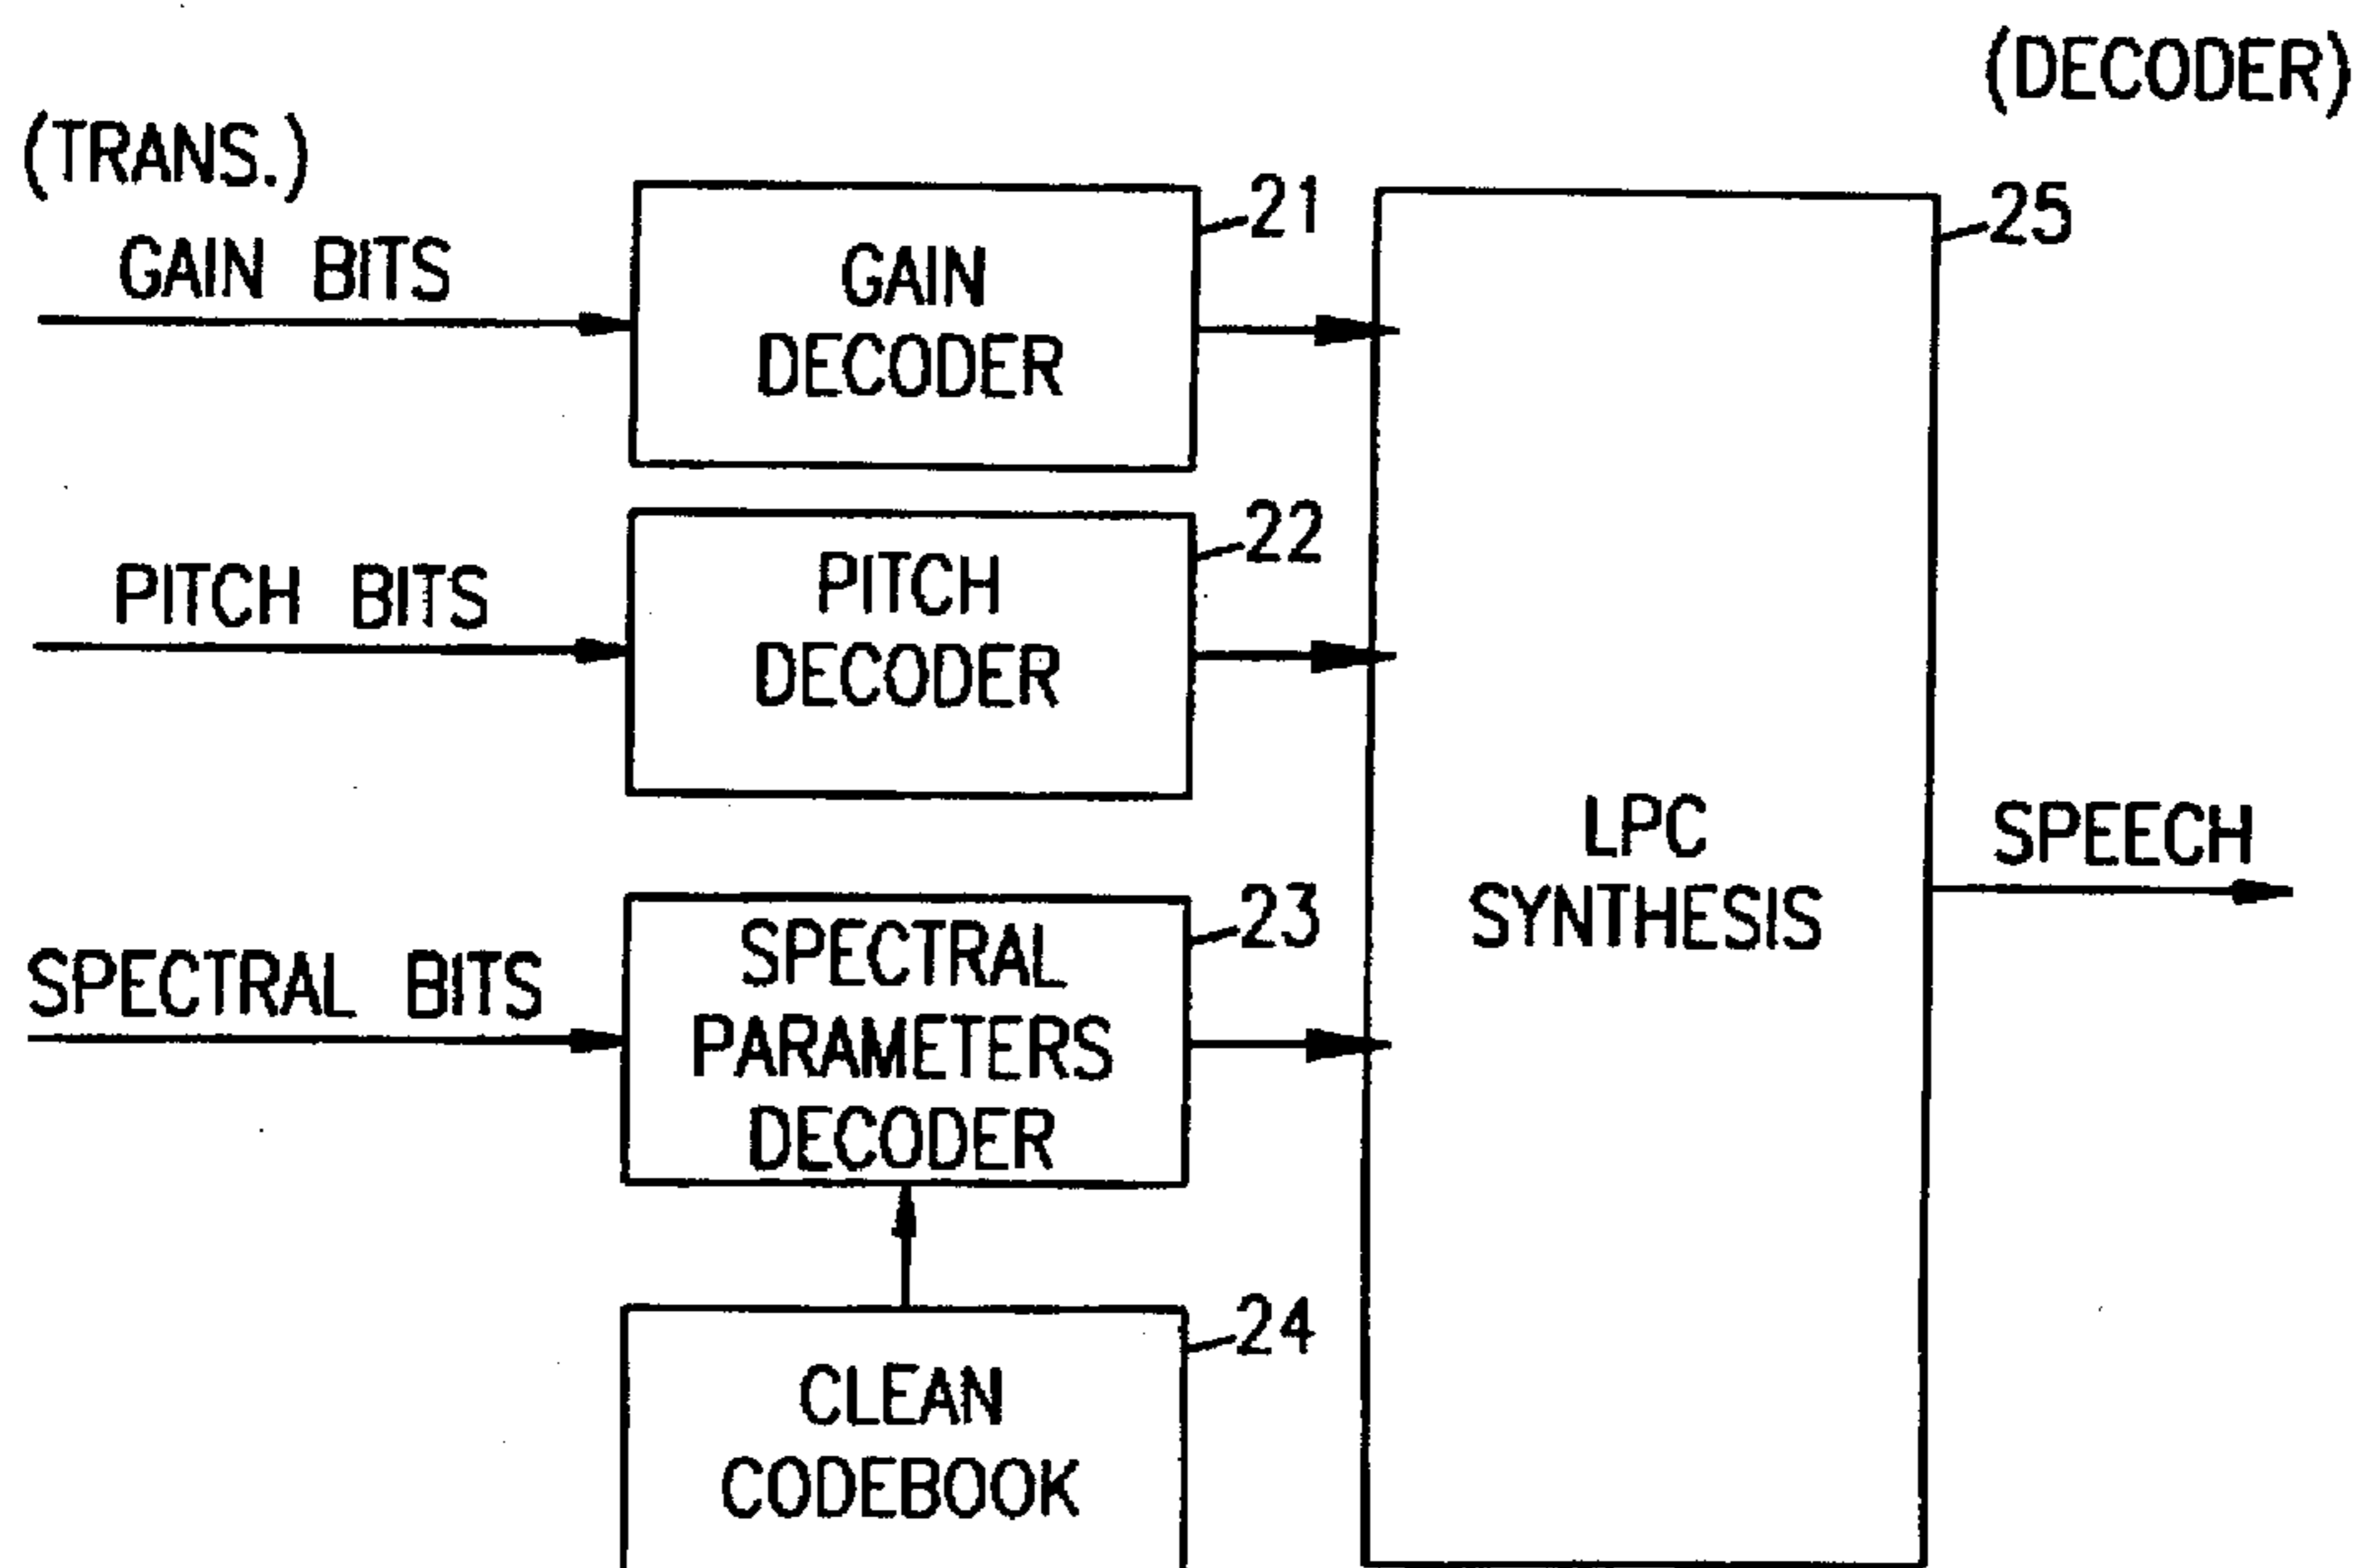 (DECODER)
(TRANS.)
GAIN BITS
GAIN
DECODER
21
25
PITCH BITS
PITCH
DECODER
22
LPC
SYNTHESIS
SPEECH
SPECTRAL BITS
SPECTRAL
PARAMETERS
DECODER
23
CLEAN
CODEBOOK
24